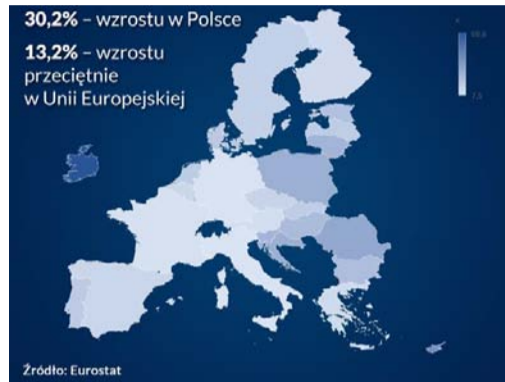 30,2% – wzrostu w Polsce
13,2% – wzrostu
przeciętnie
w Unii Europejskiej
Źródło: Eurostat